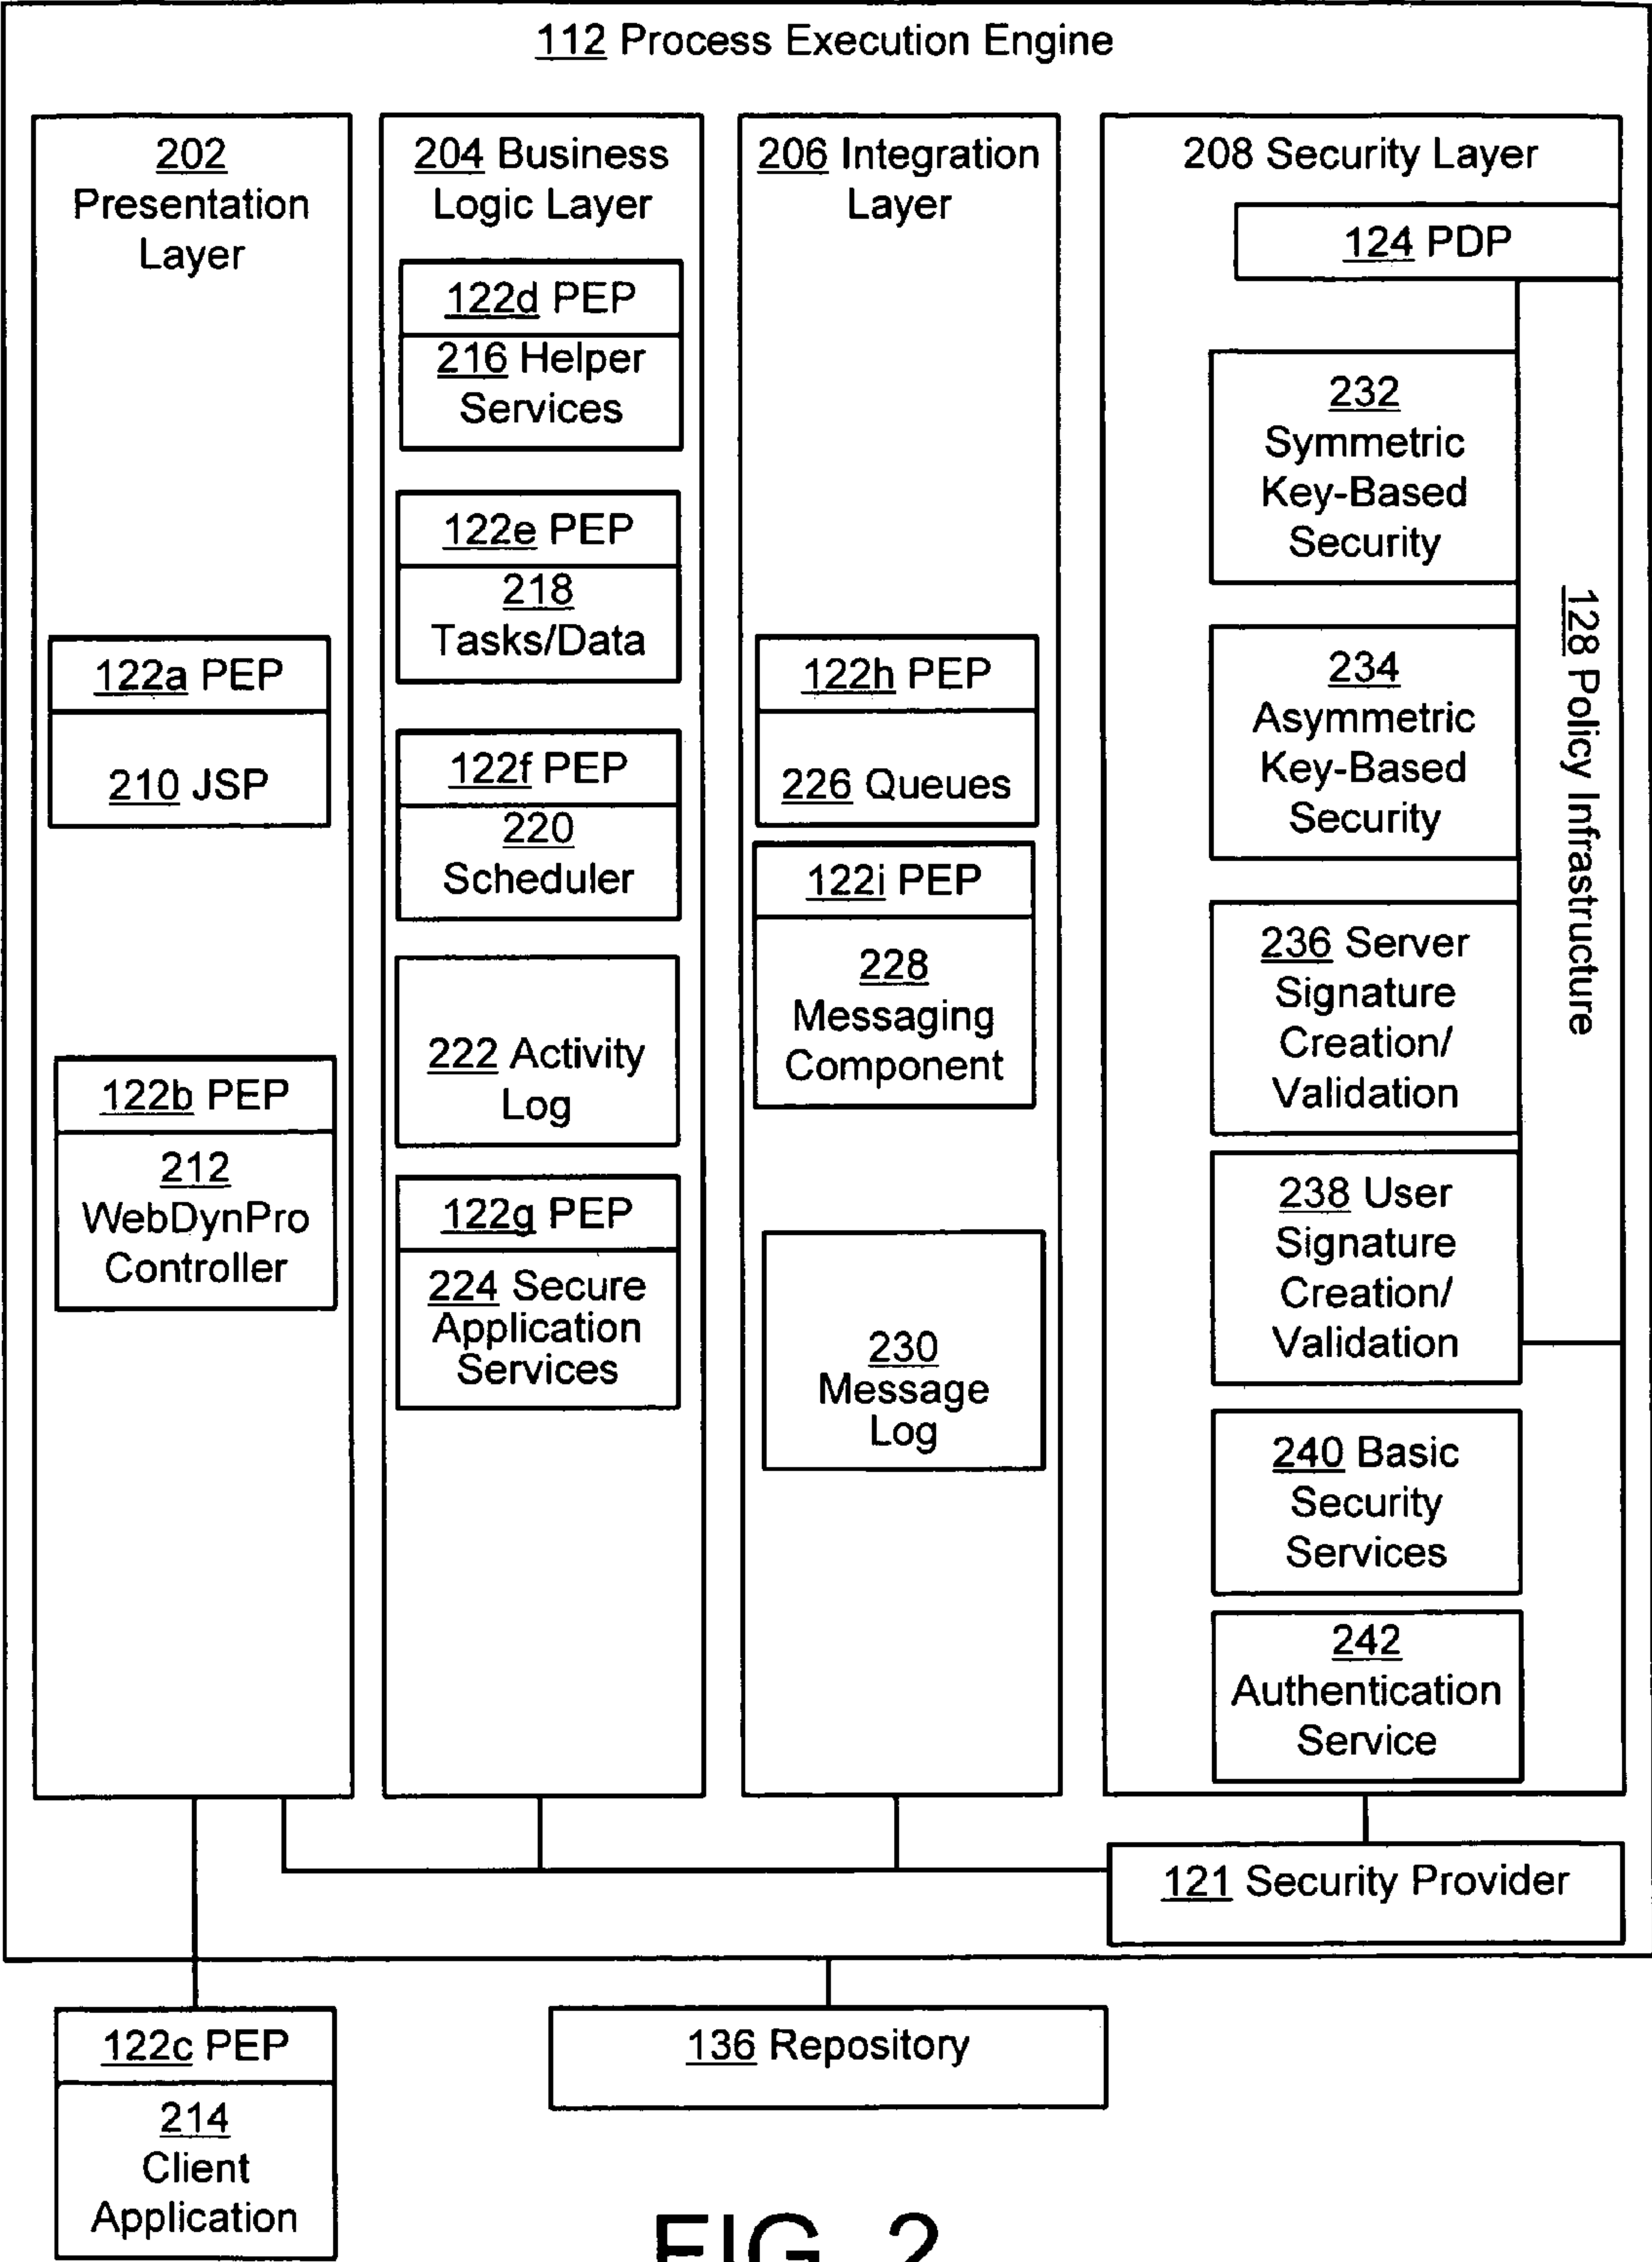 112 Process Execution Engine
202
Presentation
Layer
122a PEP
210 JSP
122b PEP
212
WebDynPro
Controller
204 Business
Logic Layer
122d PEP
216 Helper
Services
122e PEP
218
Tasks/Data
122f PEP
220
Scheduler
222 Activity
Log
122g PEP
224 Secure
Application
Services
206 Integration
Layer
122h PEP
226 Queues
122i PEP
228
Messaging
Component
230
Message
Log
208 Security Layer
124 PDP
232
Symmetric
Key-Based
Security
234
Asymmetric
Key-Based
Security
236 Server
Signature
Creation/
Validation
238 User
Signature
Creation/
Validation
240 Basic
Security
Services
242
Authentication
Service
128 Policy Infrastructure
121 Security Provider
122c PEP
214
Client
Application
136 Repository
FIG. 2